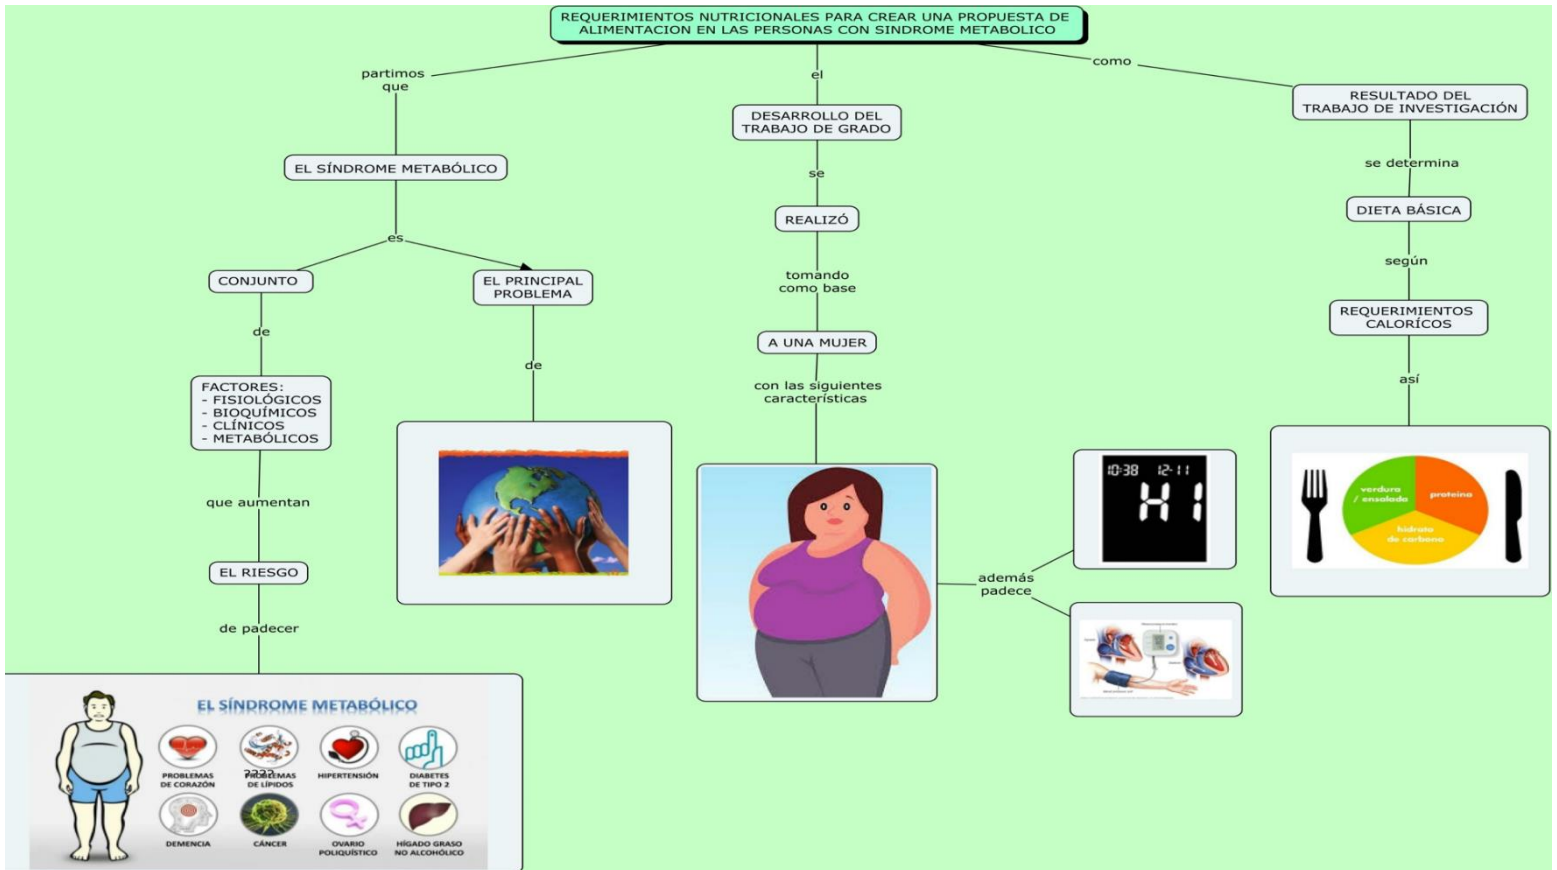 REQUERIMIENTOS NUTRICIONALES PARA CREAR UNA PROPUESTA DE
ALIMENTACION EN LAS PERSONAS CON SINDROME METABOLICO
partimos
que
EL SÍNDROME METABÓLICO
es
CONJUNTO
de
FACTORES:
- FISIOLÓGICOS
- BIOQUÍMICOS
- CLÍNICOS
- METABÓLICOS
que aumentan
EL RIESGO
de padecer
EL SÍNDROME METABÓLICO
PROBLEMAS
DE CORAZÓN
PROBLEMAS
DE LÍPIDOS
????
HIPERTENSIÓN
DIABETES
DE TIPO 2
DEMENCIA
CÁNCER
OVARIO
POLIQUÍSTICO
HÍGADO GRASO
NO ALCOHÓLICO
EL PRINCIPAL
PROBLEMA
de
el
DESARROLLO DEL
TRABAJO DE GRADO
se
REALIZÓ
tomando
como base
A UNA MUJER
con las siguientes
características
además
padece
10:38 12-11
HI
como
RESULTADO DEL
TRABAJO DE INVESTIGACIÓN
se determina
DIETA BÁSICA
según
REQUERIMIENTOS
CALORÍCOS
así
verdura
/ ensalada
proteina
hidrato
de carbono